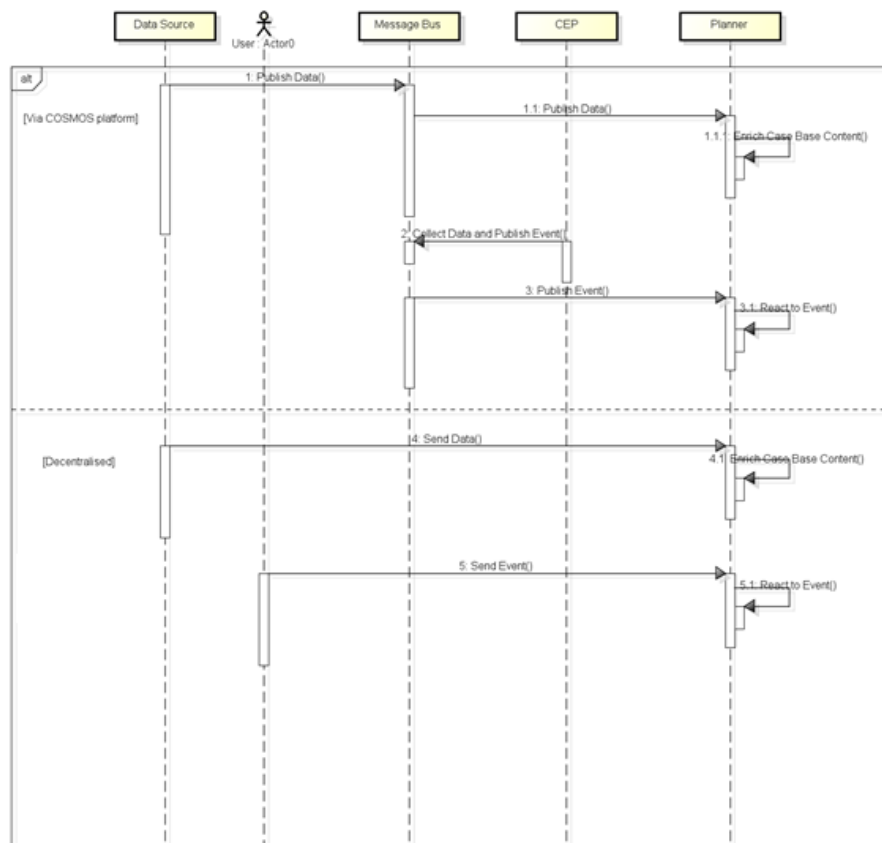 Data Source
User : Actor0
Message Bus
CEP
Planner
alt
1: Publish Data()
[Via COSMOS platform]
1.1: Publish Data()
1.1.1: Enrich Case Base Content()
2: Collect Data and Publish Event()
3: Publish Event()
3.1: React to Event()
4: Send Data()
[Decentralised]
4.1: Enrich Case Base Content()
5: Send Event()
5.1: React to Event()